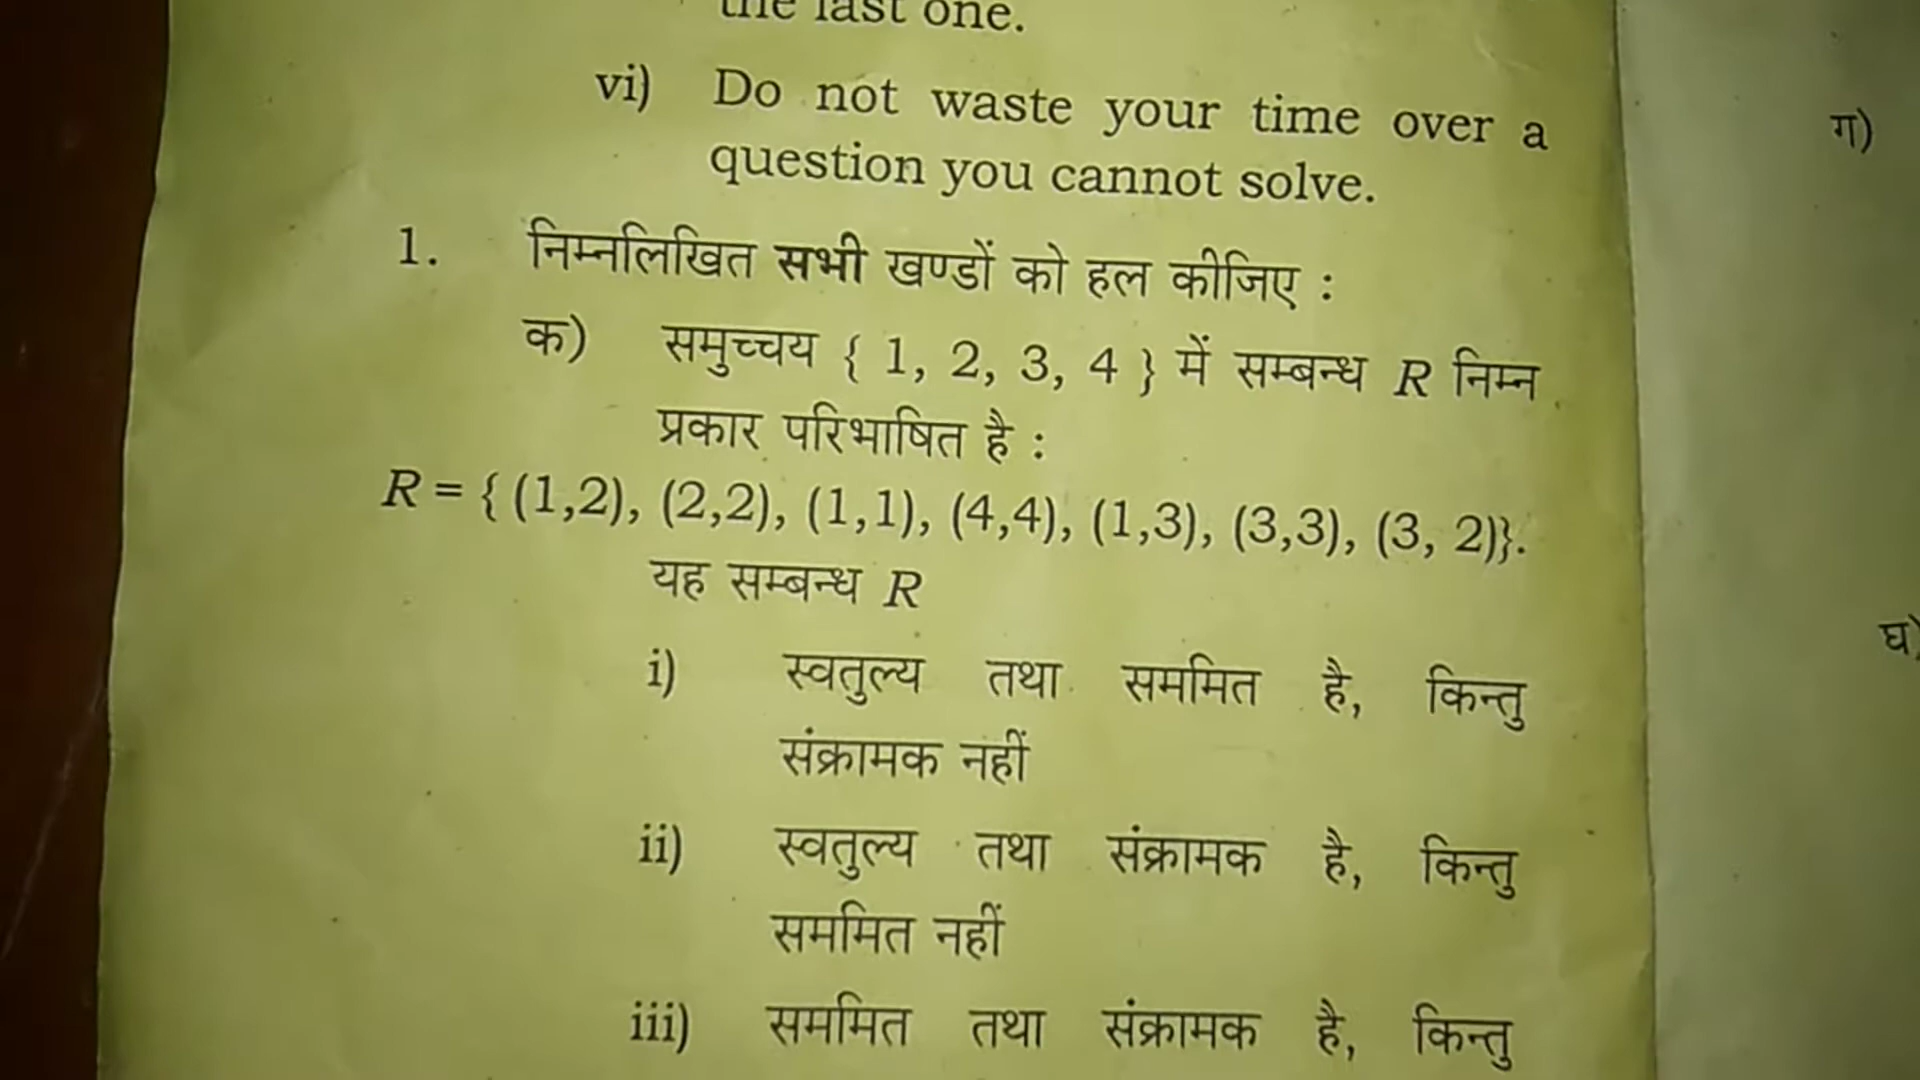 the last one.
vi) Do not waste your time over a
question you cannot solve.
ग)
1. निम्नलिखित सभी खण्डों को हल कीजिए :
क) समुच्चय { 1, 2, 3, 4 } में सम्बन्ध R निम्न
प्रकार परिभाषित है :
R = { (1,2), (2,2), (1,1), (4,4), (1,3), (3,3), (3, 2)}.
यह सम्बन्ध R
घ)
i) स्वतुल्य तथा सममित है, किन्तु
संक्रामक नहीं
ii) स्वतुल्य तथा संक्रामक है, किन्तु
सममित नहीं
iii) सममित तथा संक्रामक है, किन्तु